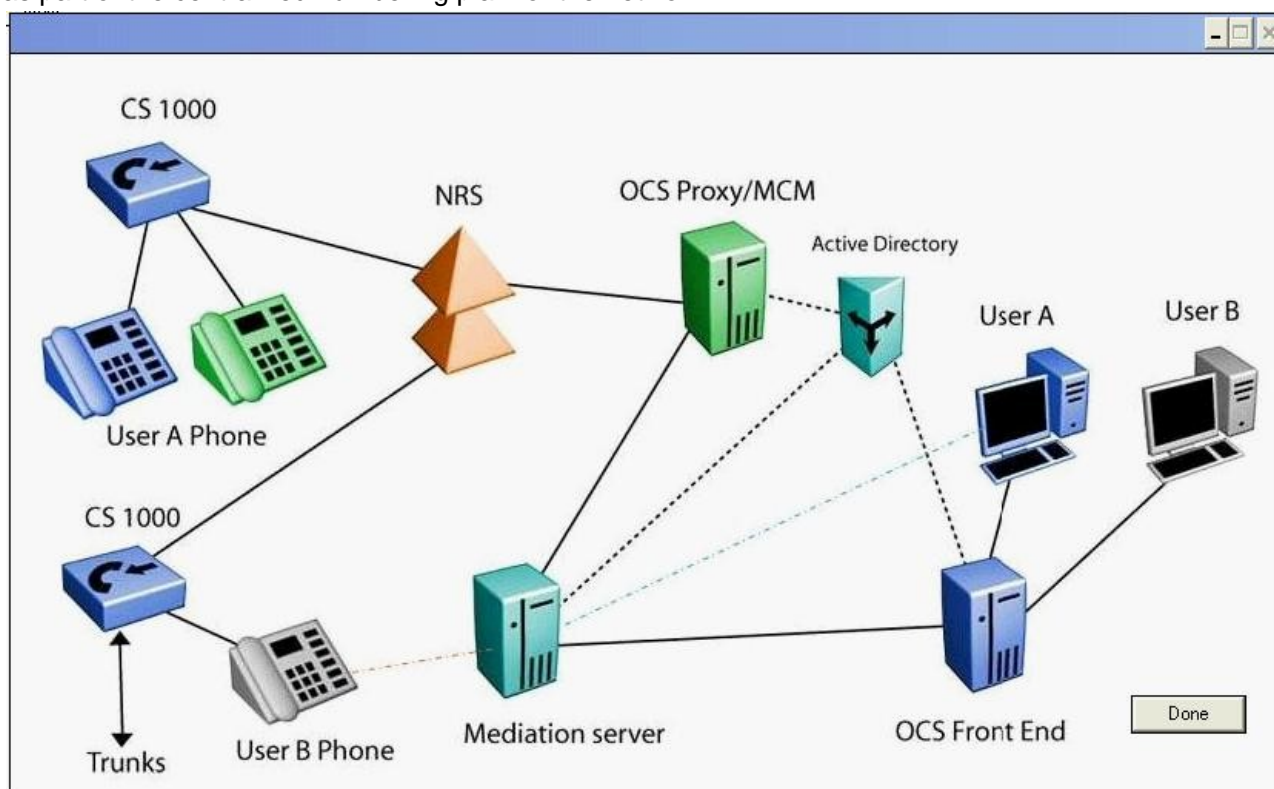 CS 1000
NRS
OCS Proxy/MCM
Active Directory
User A
User B
User A Phone
CS 1000
Mediation server
OCS Front End
Done
User B Phone
Trunks